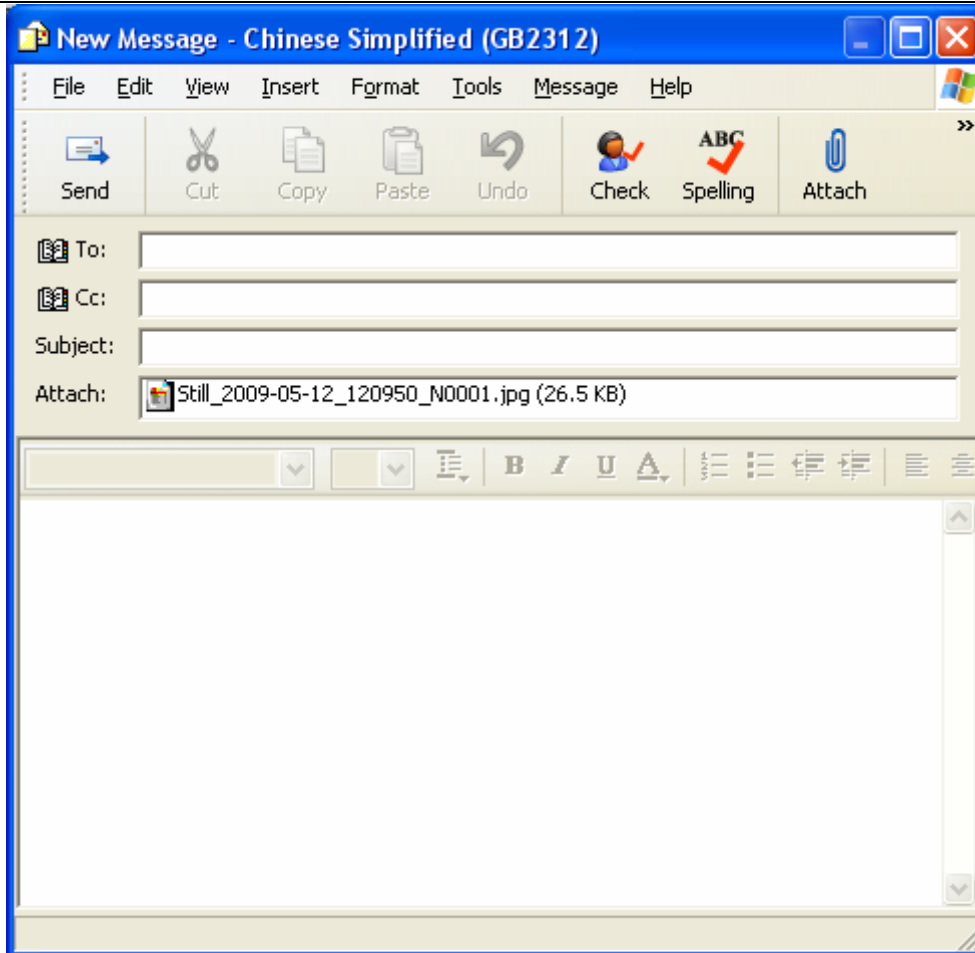 New Message - Chinese Simplified (GB2312)
File Edit View Insert Format Tools Message Help
ABC
Send Cut Copy Paste Undo Check Spelling Attach
To:
Cc:
Subject:
Attach: Still_2009-05-12_120950_N0001.jpg (26.5 KB)
B I U A